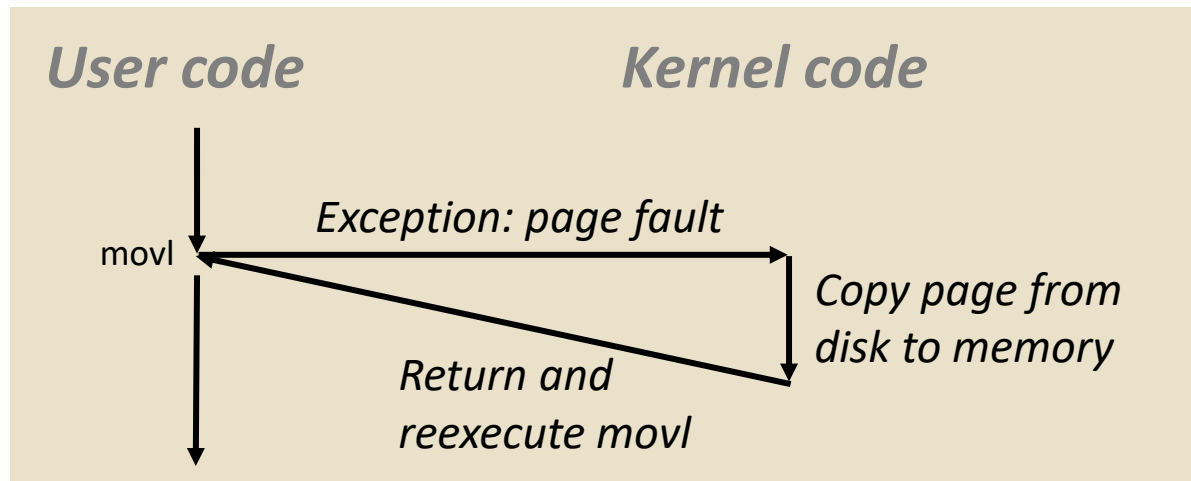 User code
Kernel code
Exception: page fault
movl
Copy page from
disk to memory
Return and
reexecute movl